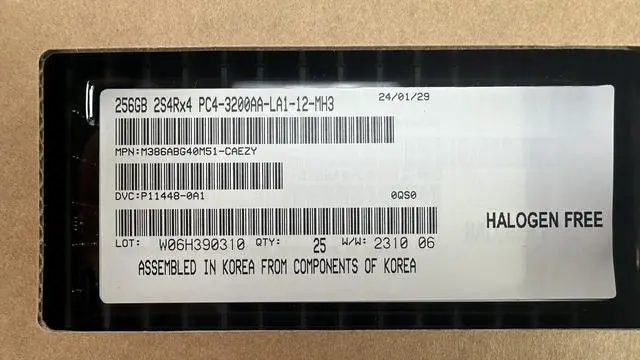 256GB 2S4Rx4 PC4-3200AA-LA1-12-MH3 24/01/29
MPN:M386ABG40M51-CAEZY
DVC:P11448-0A1 0QS0
LOT: W06H390310 QTY: 25 W/W: 2310 06
HALOGEN FREE
ASSEMBLED IN KOREA FROM COMPONENTS OF KOREA